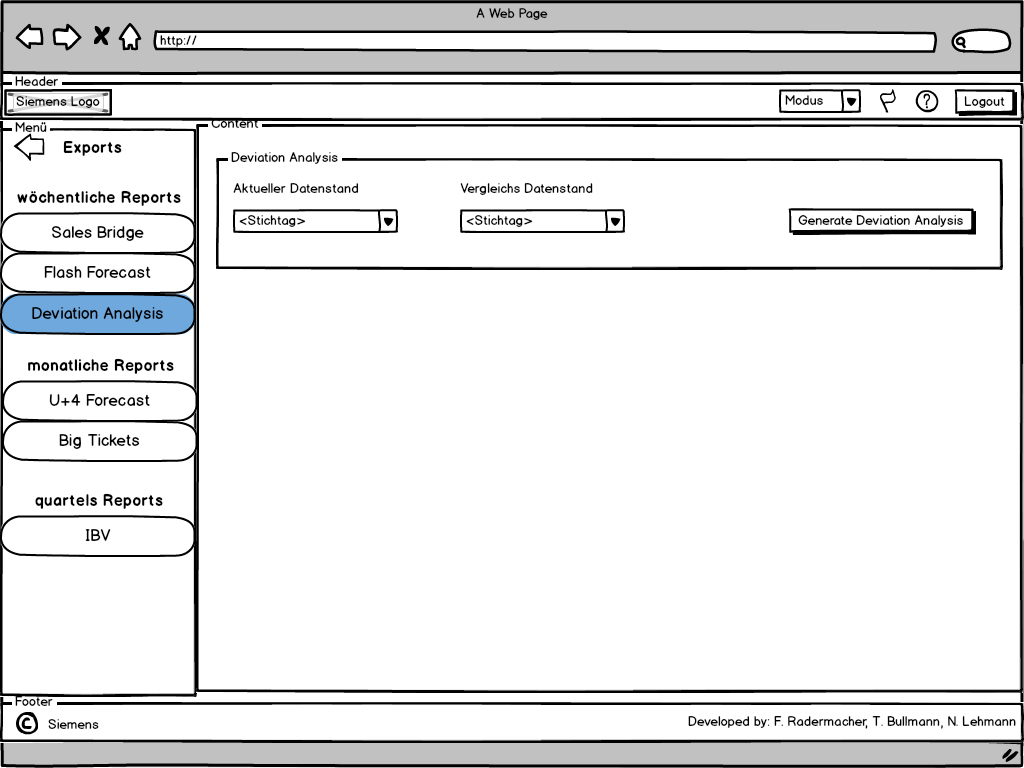 A Web Page
http://
Header
Siemens Logo
Modus
?
Logout
Menü
Exports
wöchentliche Reports
Sales Bridge
Flash Forecast
Deviation Analysis
monatliche Reports
U+4 Forecast
Big Tickets
quartels Reports
IBV
Content
Deviation Analysis
Aktueller Datenstand
Vergleichs Datenstand
<Stichtag>
<Stichtag>
Generate Deviation Analysis
Footer
© Siemens
Developed by: F. Radermacher, T. Bullmann, N. Lehmann